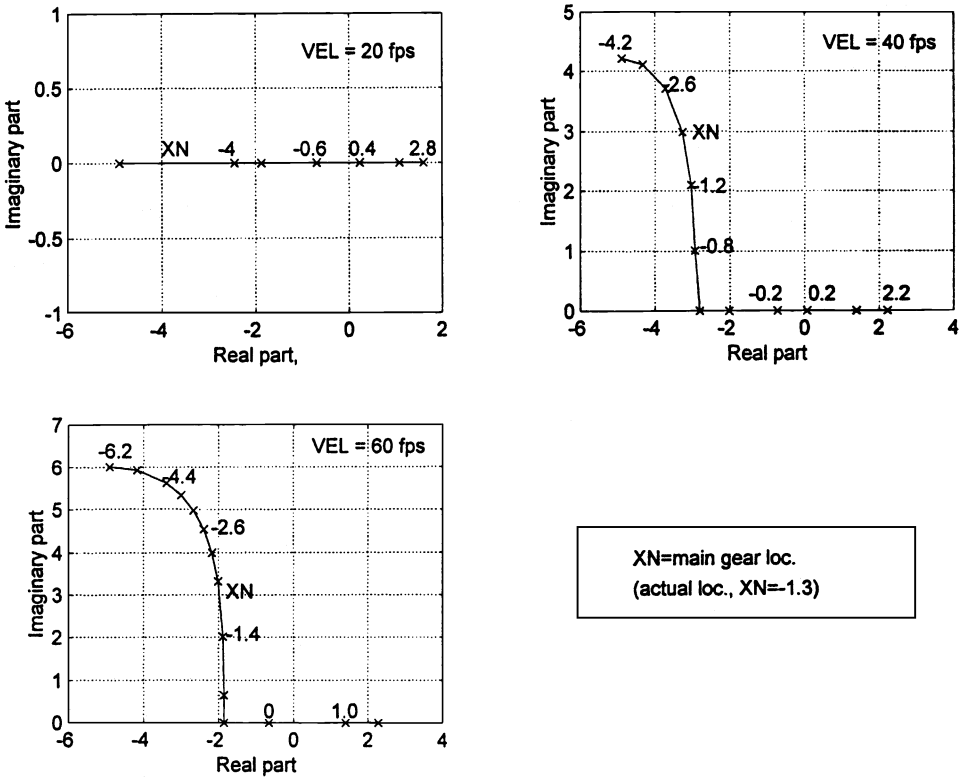 VEL = 20 fps
1
0.5
0
-0.5
-1
Imaginary part
XN -4 -0.6 0.4 2.8
-6 -4 -2 0 2
Real part,
VEL = 40 fps
5
4
3
2
1
0
Imaginary part
-4.2
-2.6
XN
-1.2
-0.8
-0.2 0.2 2.2
-6 -4 -2 0 2 4
Real part
VEL = 60 fps
7
6
5
4
3
2
1
0
Imaginary part
-6.2
-4.4
-2.6
XN
-1.4
0 1.0
-6 -4 -2 0 2 4
Real part
XN=main gear loc.
(actual loc., XN=-1.3)